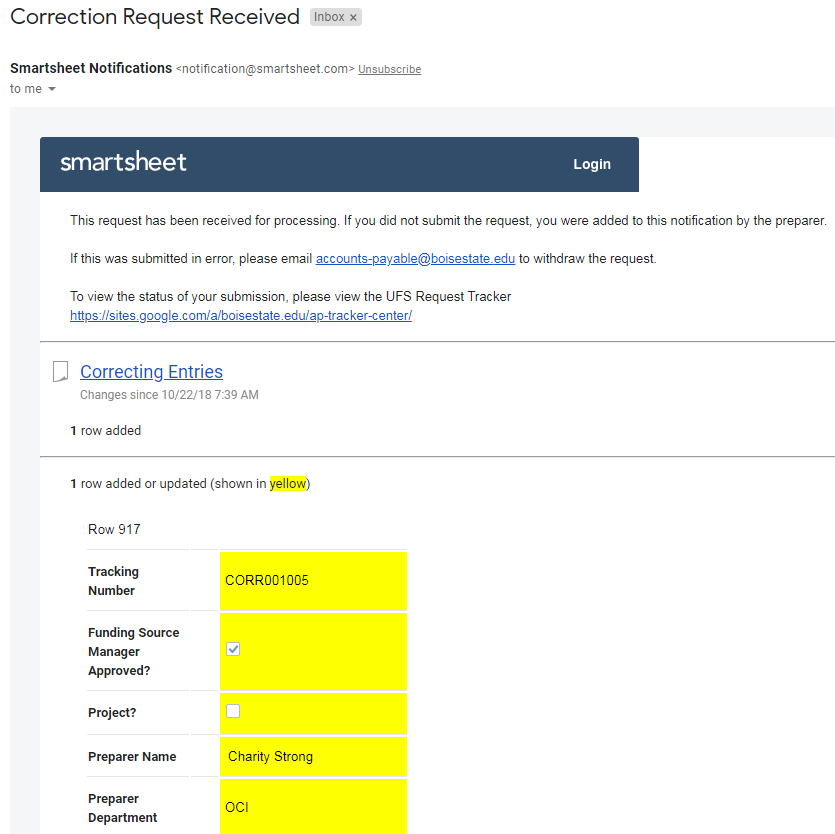 Correction Request Received Inbox ×
Smartsheet Notifications <notification@smartsheet.com> Unsubscribe
to me
smartsheet Login
This request has been received for processing. If you did not submit the request, you were added to this notification by the preparer.
If this was submitted in error, please email accounts-payable@boisestate.edu to withdraw the request.
To view the status of your submission, please view the UFS Request Tracker
https://sites.google.com/a/boisestate.edu/ap-tracker-center/
Correcting Entries
Changes since 10/22/18 7:39 AM
1 row added
1 row added or updated (shown in yellow)
Row 917
Tracking
Number
CORR001005
Funding Source
Manager
Approved?
Project?
Preparer Name Charity Strong
Preparer
Department
OCI